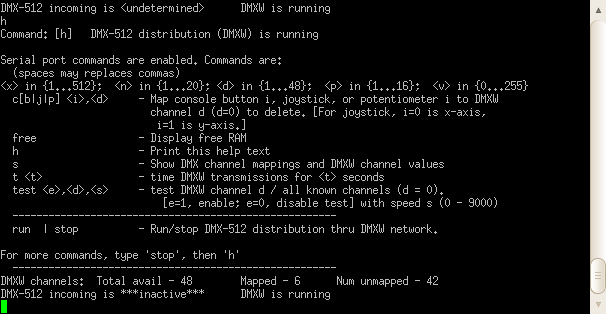 DMX-512 incoming is <undetermined> DMXW is running
h
Command: [h] DMX-512 distribution (DMXW) is running
Serial port commands are enabled. Commands are:
(spaces may replaces commas)
<x> in {1...512}; <n> in {1...20}; <d> in {1...48}; <p> in {1...16}; <v> in {0...255}
c[b|j|p] <i>,<d> - Map console button i, joystick, or potentiometer i to DMXW
channel d (d=0) to delete. [For joystick, i=0 is x-axis,
i=1 is y-axis.]
free - Display free RAM
h - Print this help text
s - Show DMX channel mappings and DMXW channel values
t <t> - time DMXW transmissions for <t> seconds
test <e>,<d>,<s> - test DMXW channel d / all known channels (d = 0).
[e=1, enable; e=0, disable test] with speed s (0 - 9000)
------------------------------------------------------
run | stop - Run/stop DMX-512 distribution thru DMXW network.
For more commands, type 'stop', then 'h'
------------------------------------------------------
DMXW channels: Total avail - 48 Mapped - 6 Num unmapped - 42
DMX-512 incoming is ***inactive*** DMXW is running